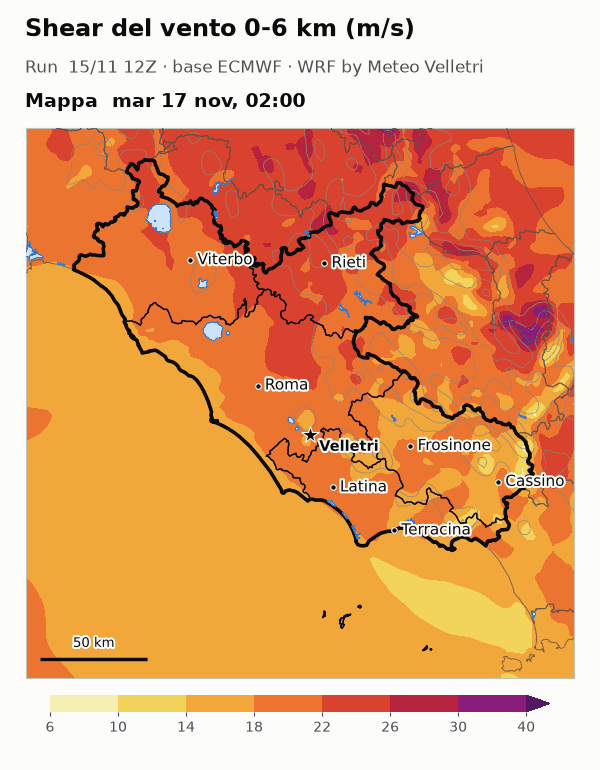 Shear del vento 0-6 km (m/s)
Run  15/11 12Z · base ECMWF · WRF by Meteo Velletri
Mappa  mar 17 nov, 02:00
Viterbo
Rieti
Roma
Velletri
Frosinone
Cassino
Latina
Terracina
50 km
6 10 14 18 22 26 30 40